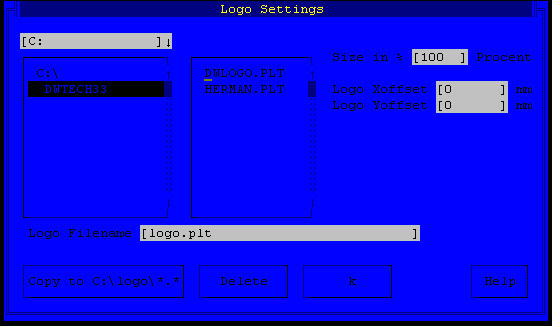 Logo Settings
[C: ]↓
Size in % [100 ] Procent
C:\
DWTECH33
DWLOGO.PLT
HEPMAN.PLT
Logo Xoffset [0 ] mm
Logo Yoffset [0 ] mm
Logo Filename [logo.plt ]
Copy to C:\logo\*.* Delete k Help